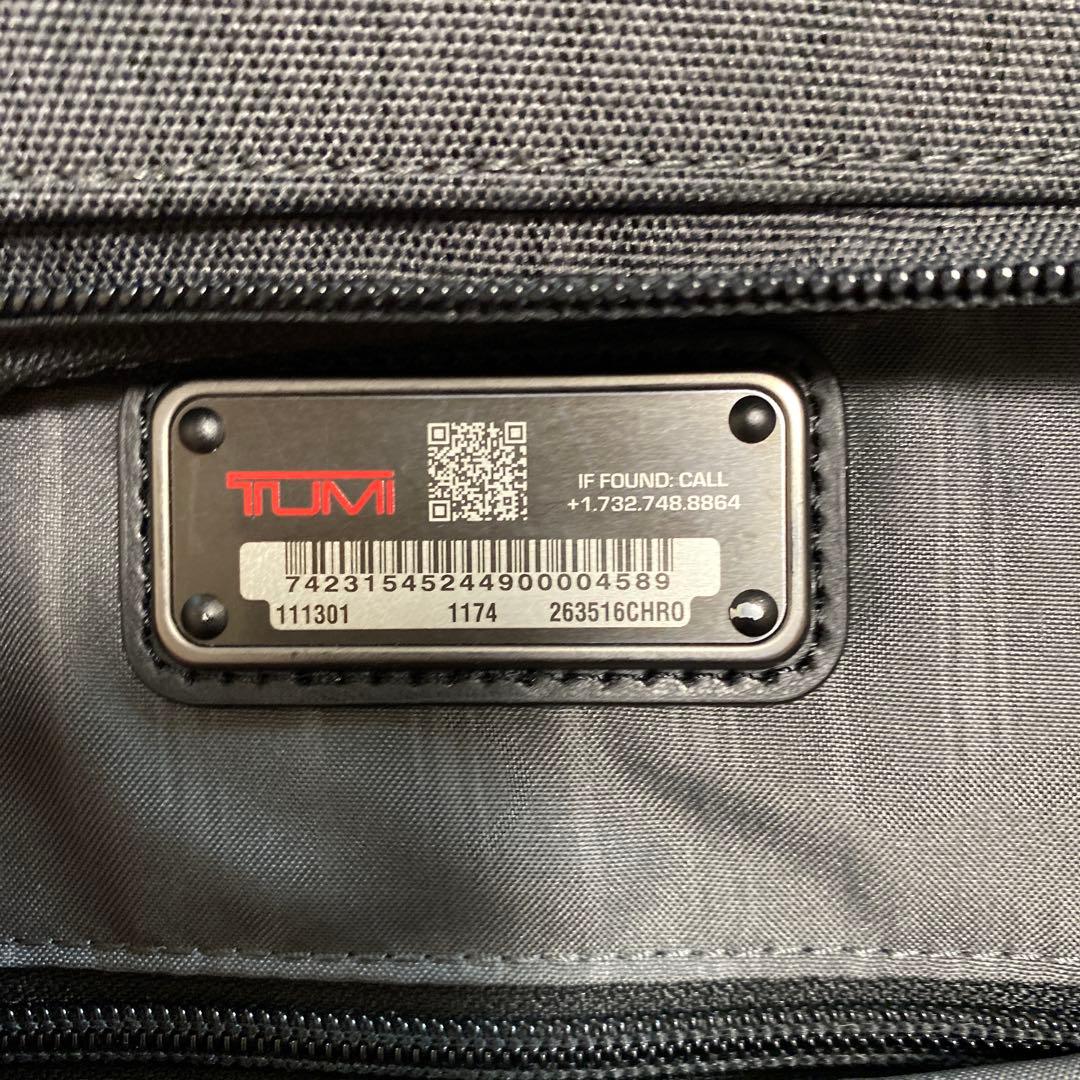 TUMI
IF FOUND: CALL
+1.732.748.8864
74231545244900004589
111301 1174 263516CHRO